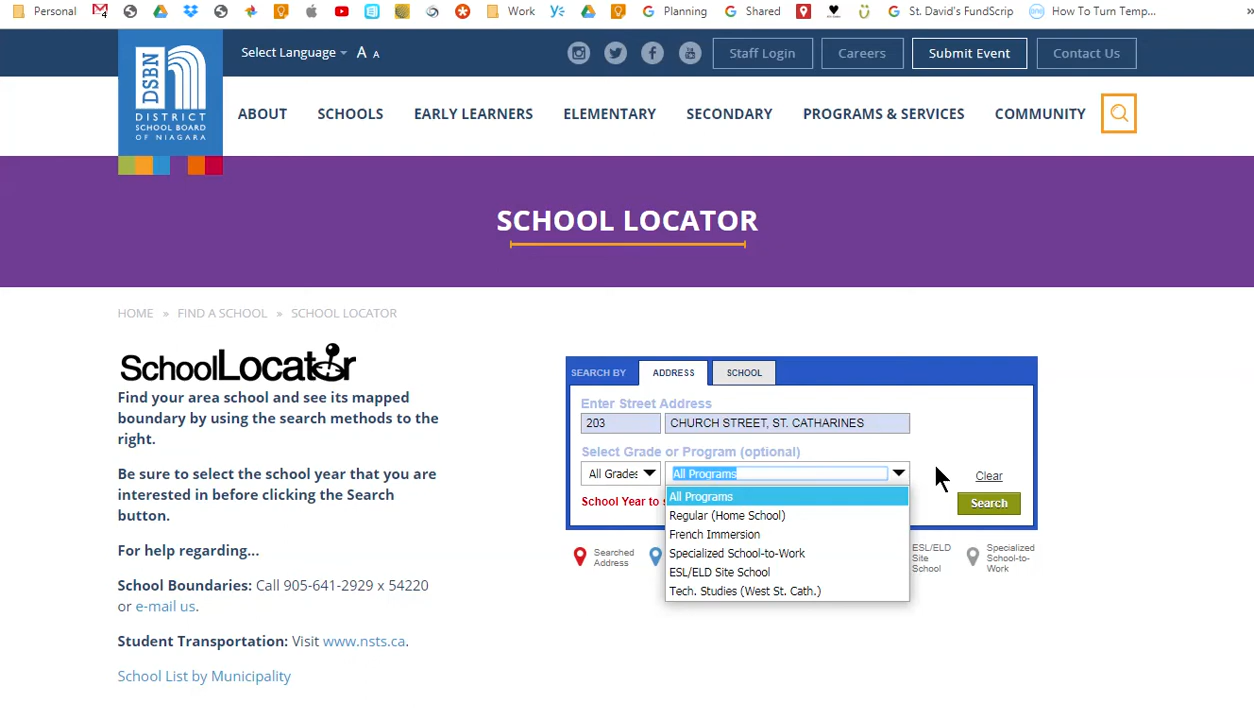 Personal Work Planning Shared St. David's FundScrip How To Turn Temp...
Select Language A A Staff Login Careers Submit Event Contact Us
DSBN
DISTRICT
SCHOOL BOARD
OF NIAGARA
ABOUT SCHOOLS EARLY LEARNERS ELEMENTARY SECONDARY PROGRAMS & SERVICES COMMUNITY
SCHOOL LOCATOR
HOME » FIND A SCHOOL » SCHOOL LOCATOR
SchoolLocator
Find your area school and see its mapped
boundary by using the search methods to the
right.
Be sure to select the school year that you are
interested in before clicking the Search
button.
For help regarding...
School Boundaries: Call 905-641-2929 x 54220
or e-mail us.
Student Transportation: Visit www.nsts.ca.
School List by Municipality
SEARCH BY ADDRESS SCHOOL
Enter Street Address
203 CHURCH STREET, ST. CATHARINES
Select Grade or Program (optional)
All Grades All Programs Clear
School Year to Search
All Programs
Regular (Home School)
French Immersion
Specialized School-to-Work
ESL/ELD Site School
Tech. Studies (West St. Cath.)
Searched
Address
ESL/ELD
Site
School
Specialized
School-to-
Work